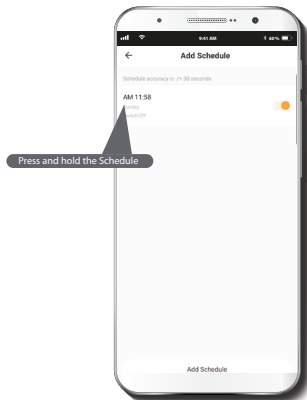 9:41 AM
60%
Add Schedule
Schedule accuracy is -/+ 30 seconds
AM 11:58
Switch Off
Press and hold the Schedule
Add Schedule